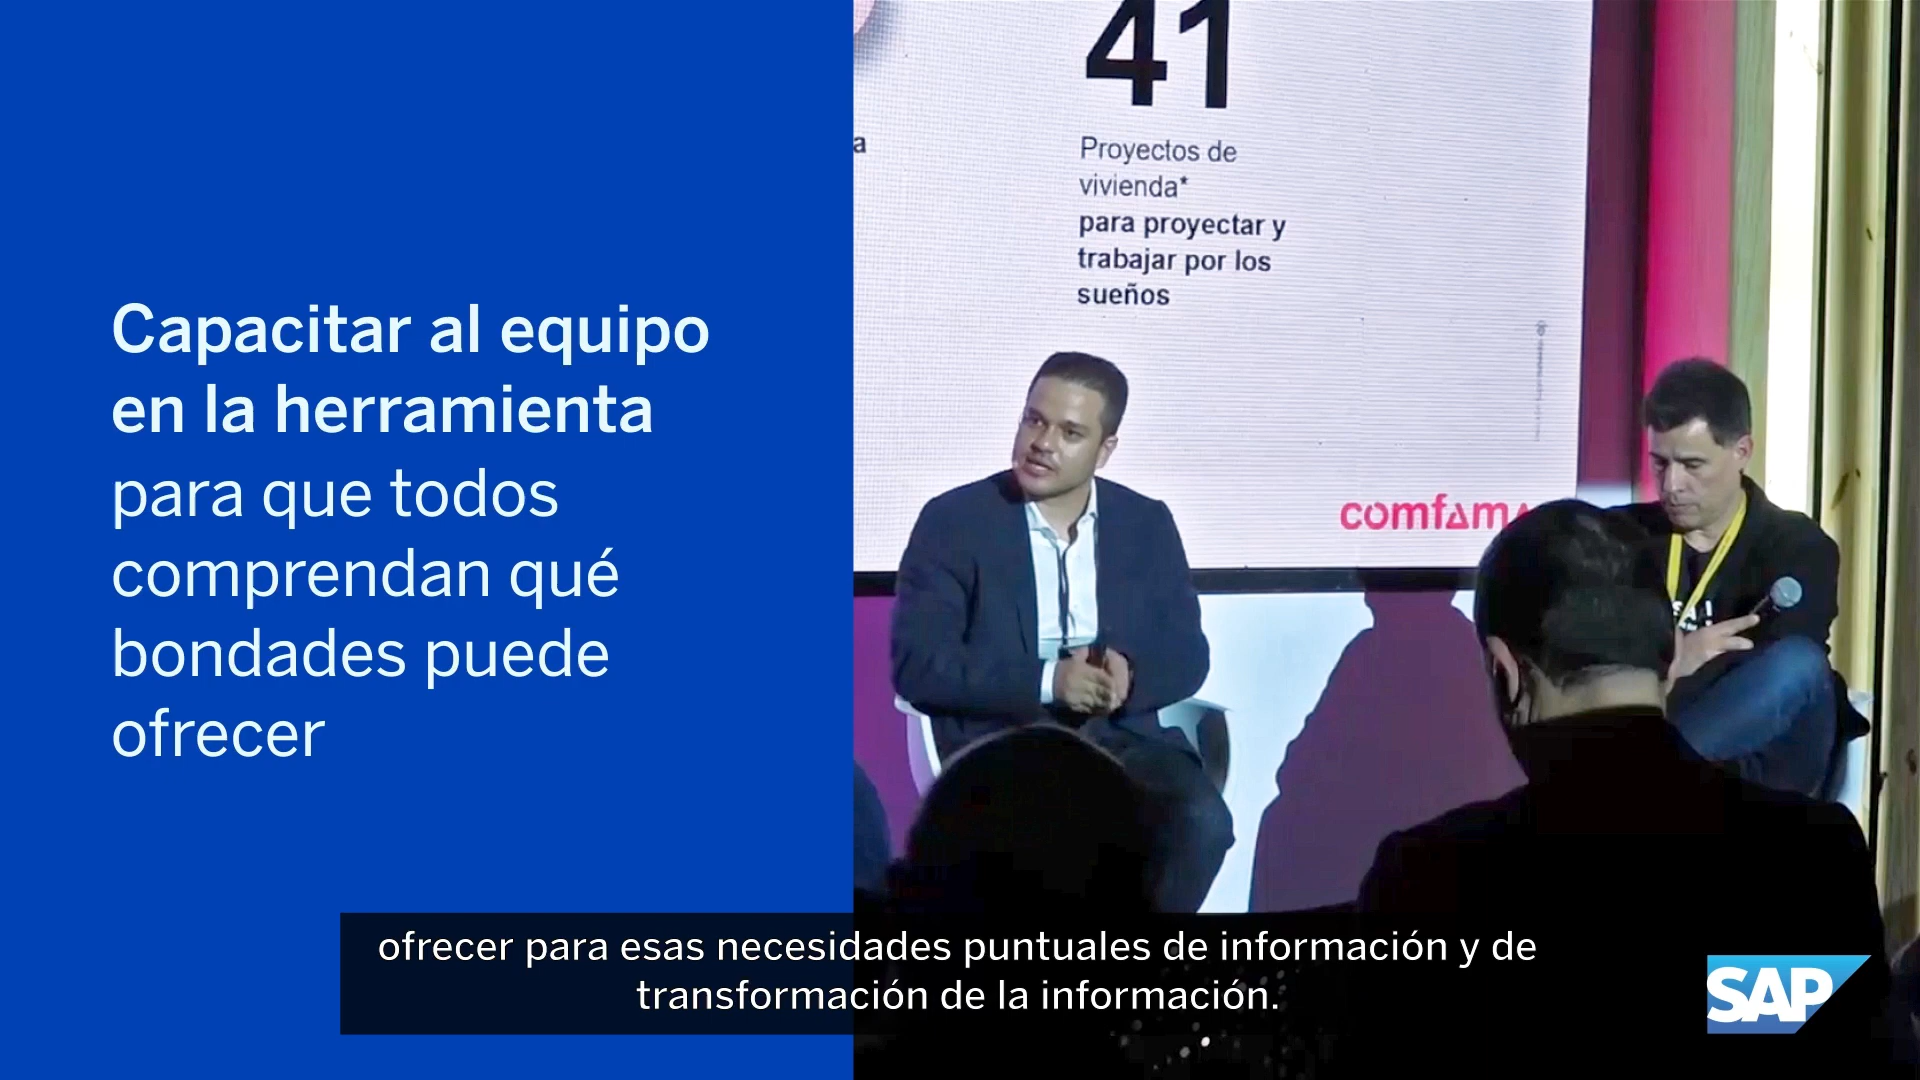 Capacitar al equipo
en la herramienta
para que todos
comprendan qué
bondades puede
ofrecer
a
41
Proyectos de
vivienda*
para proyectar y
trabajar por los
sueños
comfama
ofrecer para esas necesidades puntuales de información y de
transformación de la información.
SAP